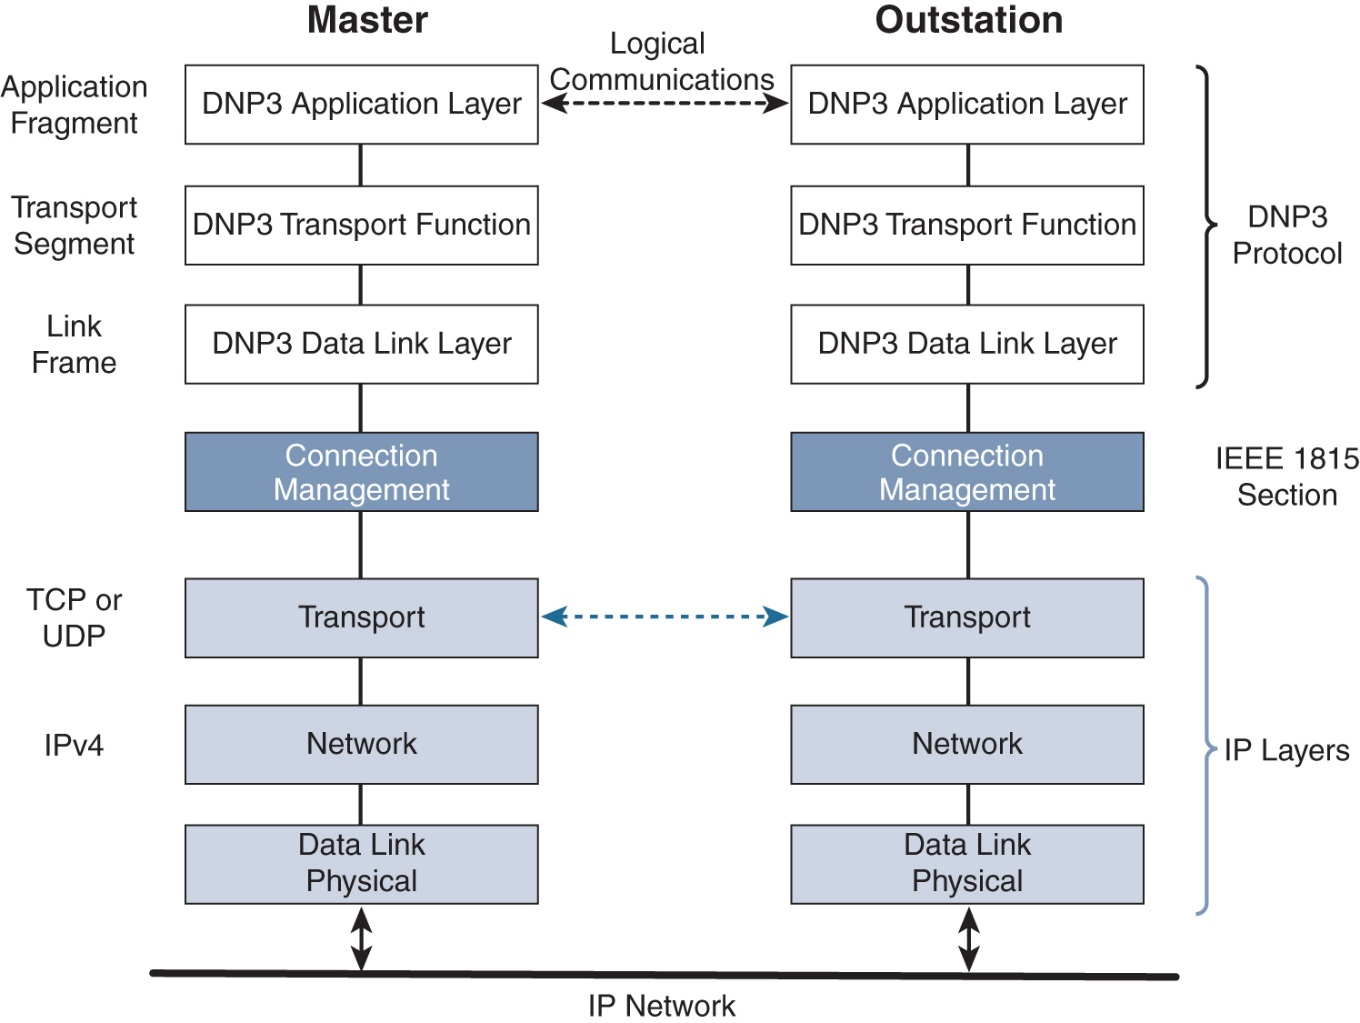 Master
Outstation
Logical
Communications
Application
Fragment
DNP3 Application Layer
DNP3 Application Layer
Transport
Segment
DNP3 Transport Function
DNP3 Transport Function
DNP3
Protocol
Link
Frame
DNP3 Data Link Layer
DNP3 Data Link Layer
Connection
Management
Connection
Management
IEEE 1815
Section
TCP or
UDP
Transport
Transport
IPv4
Network
Network
IP Layers
Data Link
Physical
Data Link
Physical
IP Network